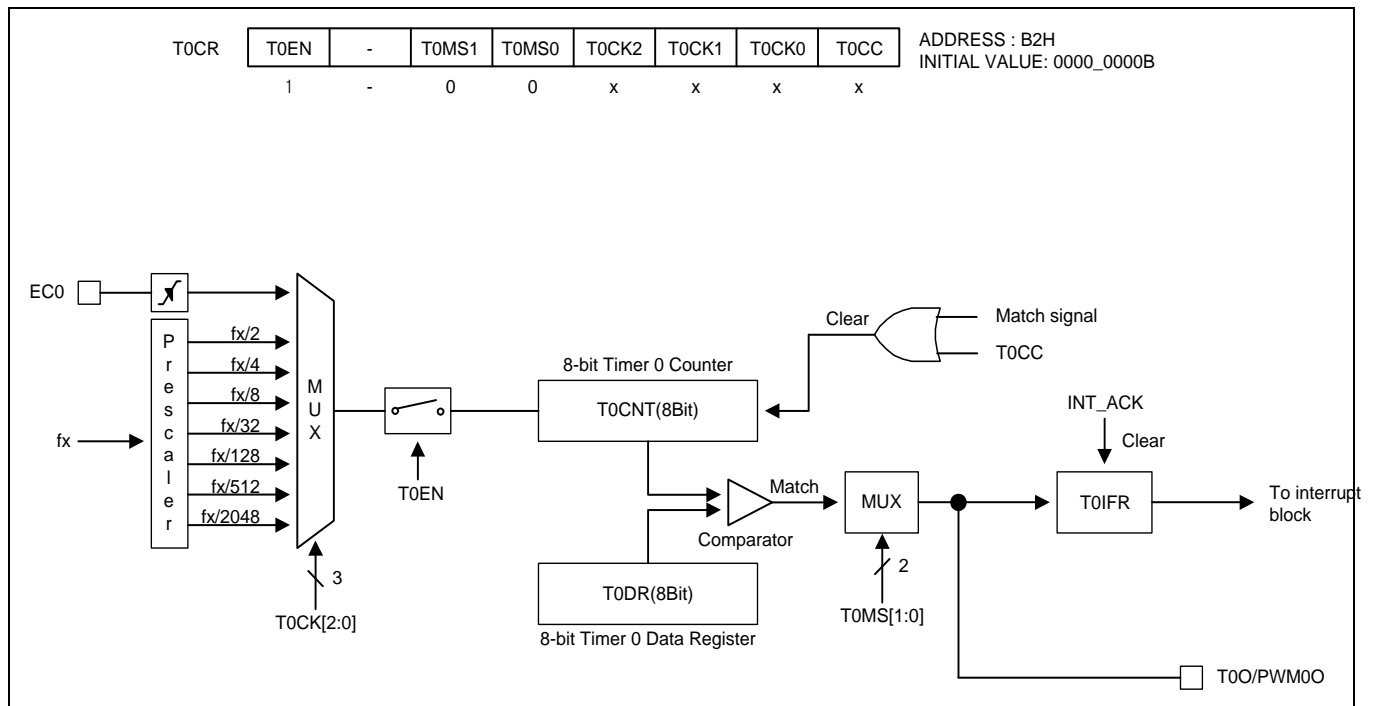 T0CR T0EN - T0MS1 T0MS0 T0CK2 T0CK1 T0CK0 T0CC
ADDRESS : B2H
INITIAL VALUE: 0000_0000B
1 - 0 0 x x x x
EC0
Prescaler
fx
fx/2
fx/4
fx/8
fx/32
fx/128
fx/512
fx/2048
MUX
3
T0CK[2:0]
T0EN
8-bit Timer 0 Counter
T0CNT(8Bit)
Clear
Match signal
T0CC
Comparator
Match
T0DR(8Bit)
8-bit Timer 0 Data Register
MUX
2
T0MS[1:0]
INT_ACK
Clear
T0IFR
To interrupt
block
T0O/PWM0O